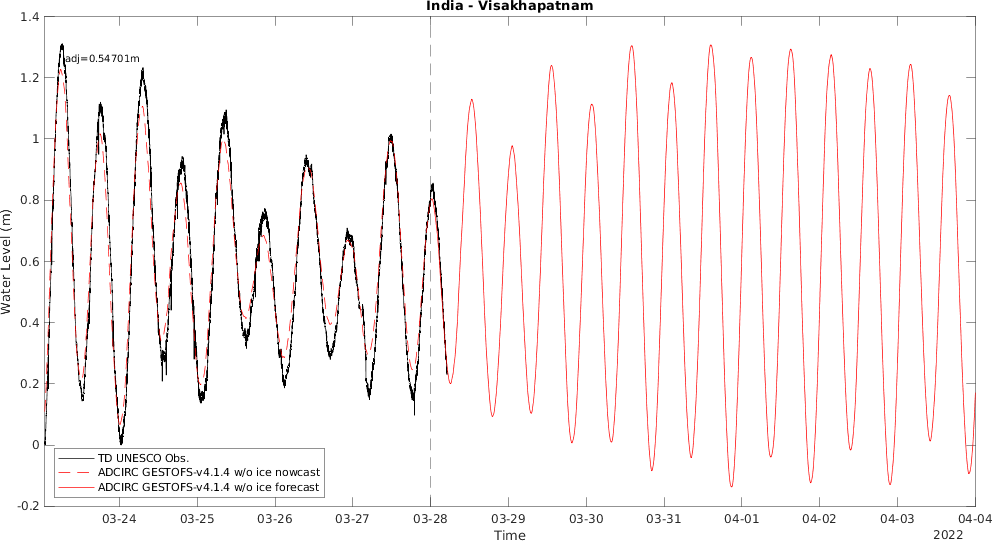 India - Visakhapatnam
1.4
adj=0.54701m
1.2
1
0.8
0.6
0.4
0.2
0
-0.2
Water Level (m)
TD UNESCO Obs.
ADCIRC GESTOFS-v4.1.4 w/o ice nowcast
ADCIRC GESTOFS-v4.1.4 w/o ice forecast
03-24 03-25 03-26 03-27 03-28 03-29 03-30 03-31 04-01 04-02 04-03 04-04
Time
2022